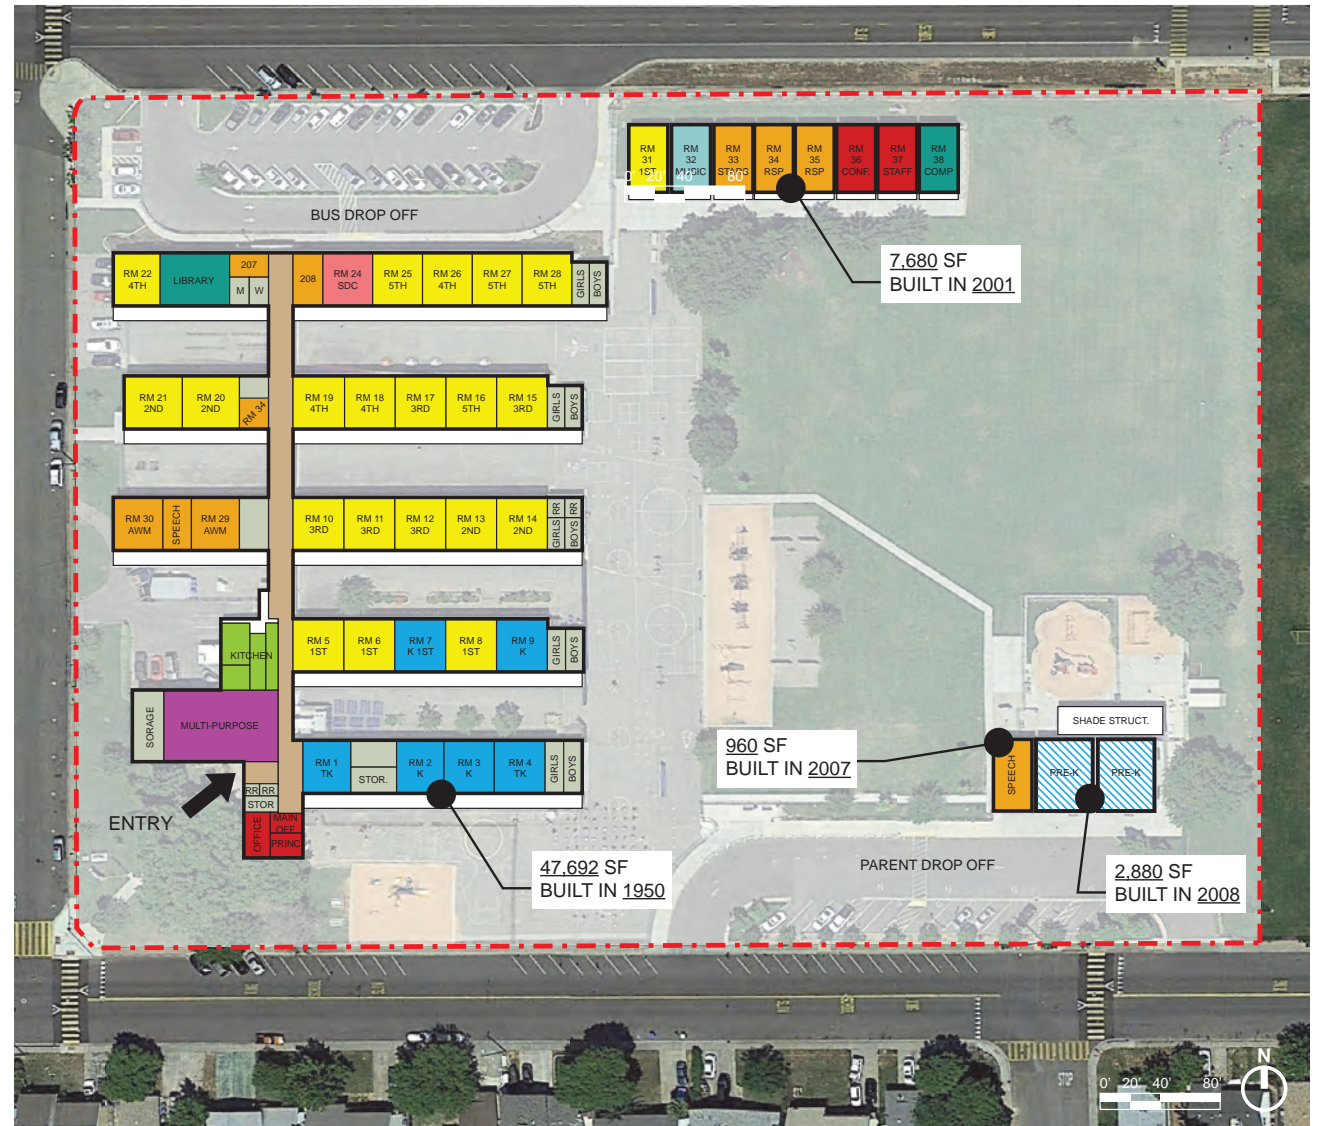 RM
31
1ST
RM
32
MUSIC
RM
33
STARS
RM
34
RSP
RM
35
RSP
RM
36
CONF.
RM
37
STAFF
RM
38
COMP
0' 20' 40' 80'
BUS DROP OFF
7,680 SF
BUILT IN 2001
RM 22
4TH
LIBRARY
207
M W
208
RM 24
SDC
RM 25
5TH
RM 26
4TH
RM 27
5TH
RM 28
5TH
GIRLS
BOYS
RM 21
2ND
RM 20
2ND
RM 34
RM 19
4TH
RM 18
4TH
RM 17
3RD
RM 16
5TH
RM 15
3RD
GIRLS
BOYS
RM 30
AWM
SPEECH
RM 29
AWM
RM 10
3RD
RM 11
3RD
RM 12
3RD
RM 13
2ND
RM 14
2ND
RR
RR
GIRLS
BOYS
KITCHEN
RM 5
1ST
RM 6
1ST
RM 7
K 1ST
RM 8
1ST
RM 9
K
GIRLS
BOYS
SORAGE
MULTI-PURPOSE
SHADE STRUCT.
RM 1
TK
STOR.
RM 2
K
RM 3
K
RM 4
TK
GIRLS
BOYS
960 SF
BUILT IN 2007
SPEECH
PRE-K
PRE-K
RR RR
STOR
ENTRY
OFFICE
MAIN
OFF
PRINC
47,692 SF
BUILT IN 1950
PARENT DROP OFF
2,880 SF
BUILT IN 2008
N
0' 20' 40' 80'
STOP